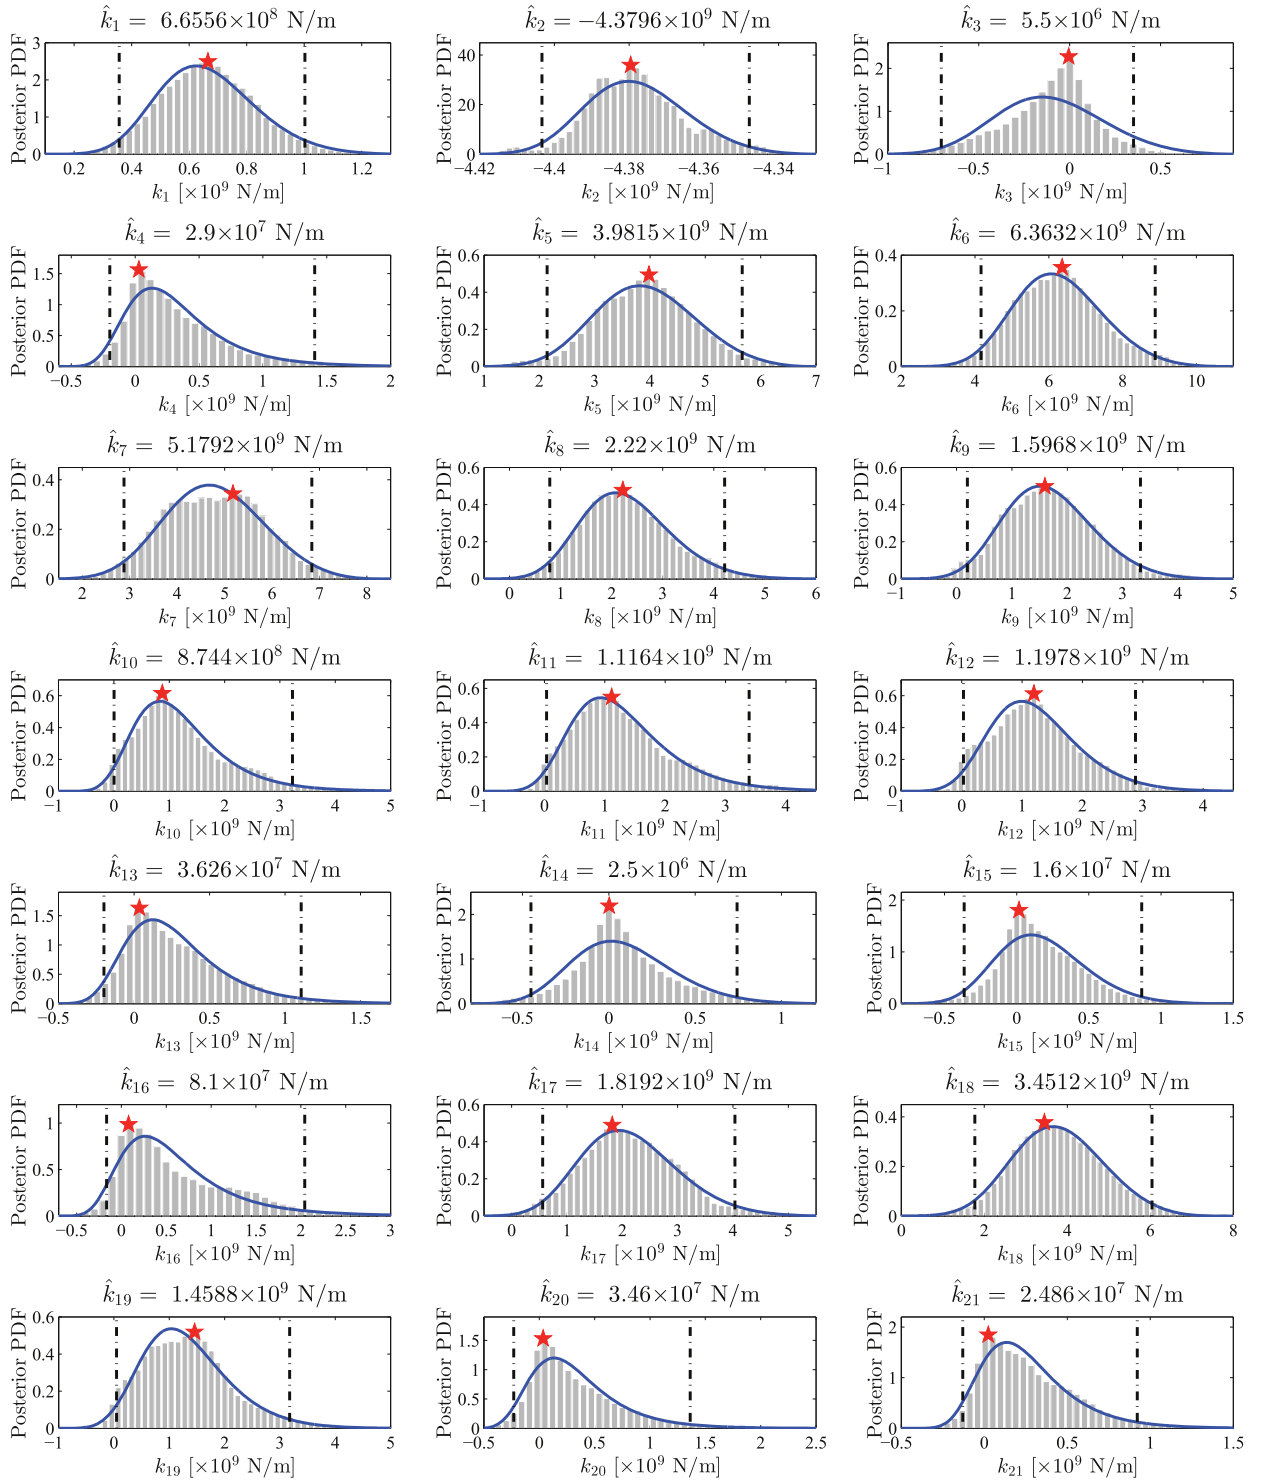 k̂1 = 6.6556×10^8 N/m
k̂2 = −4.3796×10^9 N/m
k̂3 = 5.5×10^6 N/m
Posterior PDF
3
2
1
0
0.2 0.4 0.6 0.8 1 1.2
k1 [×10^9 N/m]
Posterior PDF
40
20
0
−4.42 −4.4 −4.38 −4.36 −4.34
k2 [×10^9 N/m]
Posterior PDF
2
1
0
−1 −0.5 0 0.5
k3 [×10^9 N/m]
k̂4 = 2.9×10^7 N/m
k̂5 = 3.9815×10^9 N/m
k̂6 = 6.3632×10^9 N/m
Posterior PDF
1.5
1
0.5
0
−0.5 0 0.5 1 1.5 2
k4 [×10^9 N/m]
Posterior PDF
0.6
0.4
0.2
0
1 2 3 4 5 6 7
k5 [×10^9 N/m]
Posterior PDF
0.4
0.2
0
2 4 6 8 10
k6 [×10^9 N/m]
k̂7 = 5.1792×10^9 N/m
k̂8 = 2.22×10^9 N/m
k̂9 = 1.5968×10^9 N/m
Posterior PDF
0.4
0.2
0
2 3 4 5 6 7 8
k7 [×10^9 N/m]
Posterior PDF
0.6
0.4
0.2
0
0 1 2 3 4 5 6
k8 [×10^9 N/m]
Posterior PDF
0.6
0.4
0.2
0
−1 0 1 2 3 4 5
k9 [×10^9 N/m]
k̂10 = 8.744×10^8 N/m
k̂11 = 1.1164×10^9 N/m
k̂12 = 1.1978×10^9 N/m
Posterior PDF
0.6
0.4
0.2
0
−1 0 1 2 3 4 5
k10 [×10^9 N/m]
Posterior PDF
0.6
0.4
0.2
0
−1 0 1 2 3 4
k11 [×10^9 N/m]
Posterior PDF
0.6
0.4
0.2
0
−1 0 1 2 3 4
k12 [×10^9 N/m]
k̂13 = 3.626×10^7 N/m
k̂14 = 2.5×10^6 N/m
k̂15 = 1.6×10^7 N/m
Posterior PDF
1.5
1
0.5
0
−0.5 0 0.5 1 1.5
k13 [×10^9 N/m]
Posterior PDF
2
1
0
−0.5 0 0.5 1
k14 [×10^9 N/m]
Posterior PDF
2
1
0
−0.5 0 0.5 1 1.5
k15 [×10^9 N/m]
k̂16 = 8.1×10^7 N/m
k̂17 = 1.8192×10^9 N/m
k̂18 = 3.4512×10^9 N/m
Posterior PDF
1
0.5
0
−0.5 0 0.5 1 1.5 2 2.5 3
k16 [×10^9 N/m]
Posterior PDF
0.6
0.4
0.2
0
0 1 2 3 4 5
k17 [×10^9 N/m]
Posterior PDF
0.4
0.2
0
0 2 4 6 8
k18 [×10^9 N/m]
k̂19 = 1.4588×10^9 N/m
k̂20 = 3.46×10^7 N/m
k̂21 = 2.486×10^7 N/m
Posterior PDF
0.6
0.4
0.2
0
−1 0 1 2 3 4 5
k19 [×10^9 N/m]
Posterior PDF
1.5
1
0.5
0
−0.5 0 0.5 1 1.5 2 2.5
k20 [×10^9 N/m]
Posterior PDF
2
1
0
−0.5 0 0.5 1 1.5
k21 [×10^9 N/m]